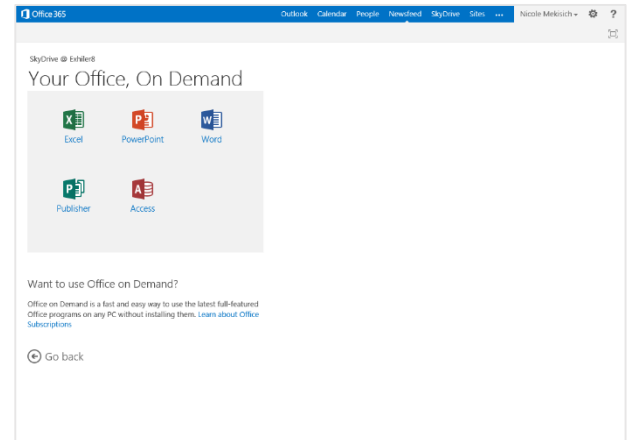 Office 365 Outlook Calendar People Newsfeed SkyDrive Sites ... Nicole Mekisich ?
SkyDrive @ Exhiler8
Your Office, On Demand
Excel PowerPoint Word
Publisher Access
Want to use Office on Demand?
Office on Demand is a fast and easy way to use the latest full-featured
Office programs on any PC without installing them. Learn about Office
Subscriptions
Go back